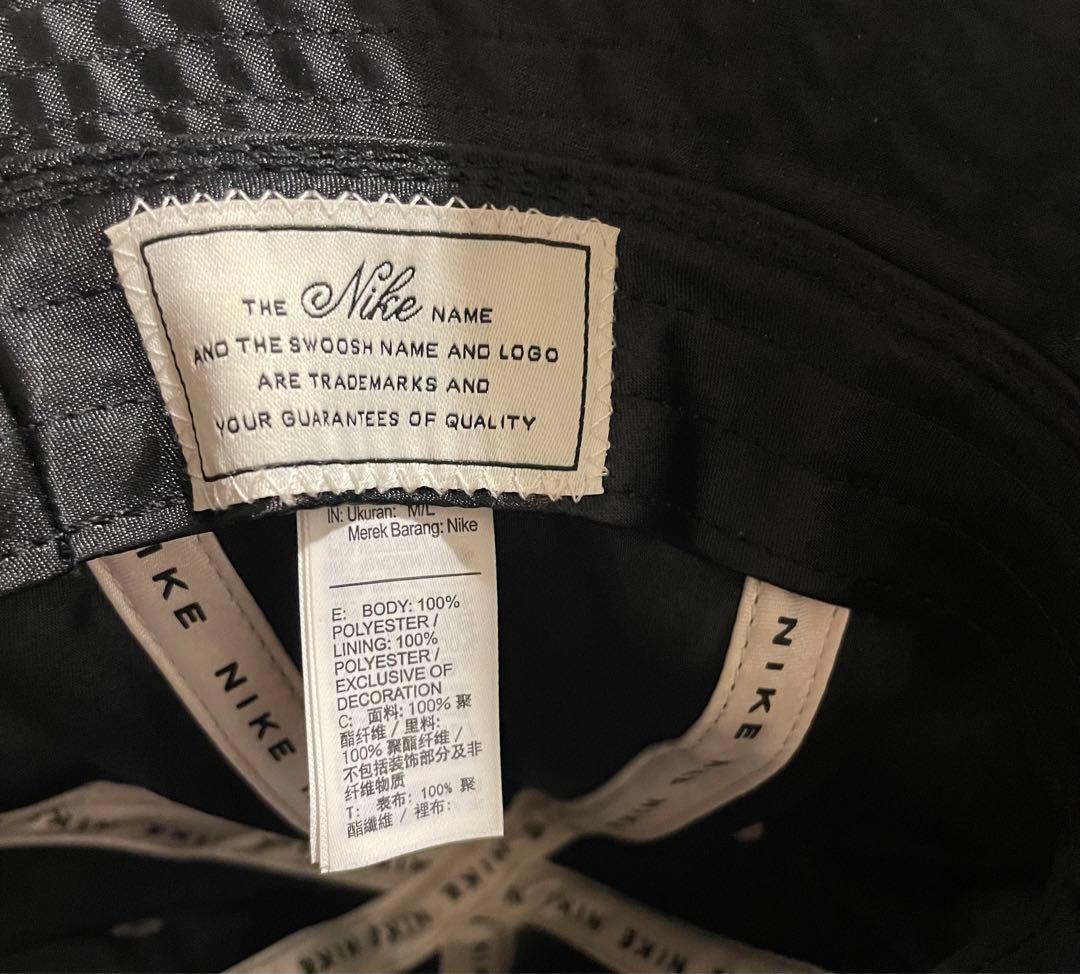 THE Nike NAME
AND THE SWOOSH NAME AND LOGO
ARE TRADEMARKS AND
YOUR GUARANTEES OF QUALITY
IN: Ukuran: M/L
Merek Barang: Nike
E: BODY: 100%
POLYESTER /
LINING: 100%
POLYESTER /
EXCLUSIVE OF
DECORATION
C: 面料: 100% 聚
酯纤维 / 里料:
100% 聚酯纤维 /
不包括装饰部分及非
纤维物质
T: 表布: 100% 聚
酯纖維 / 裡布:
NIKE NIKE
NIKE
NIKE
NIKE
NIKE